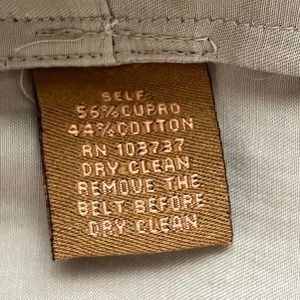 SELF
56% CUPRO
44% COTTON
RN 103737
DRY CLEAN
REMOVE THE
BELT BEFORE
DRY CLEAN